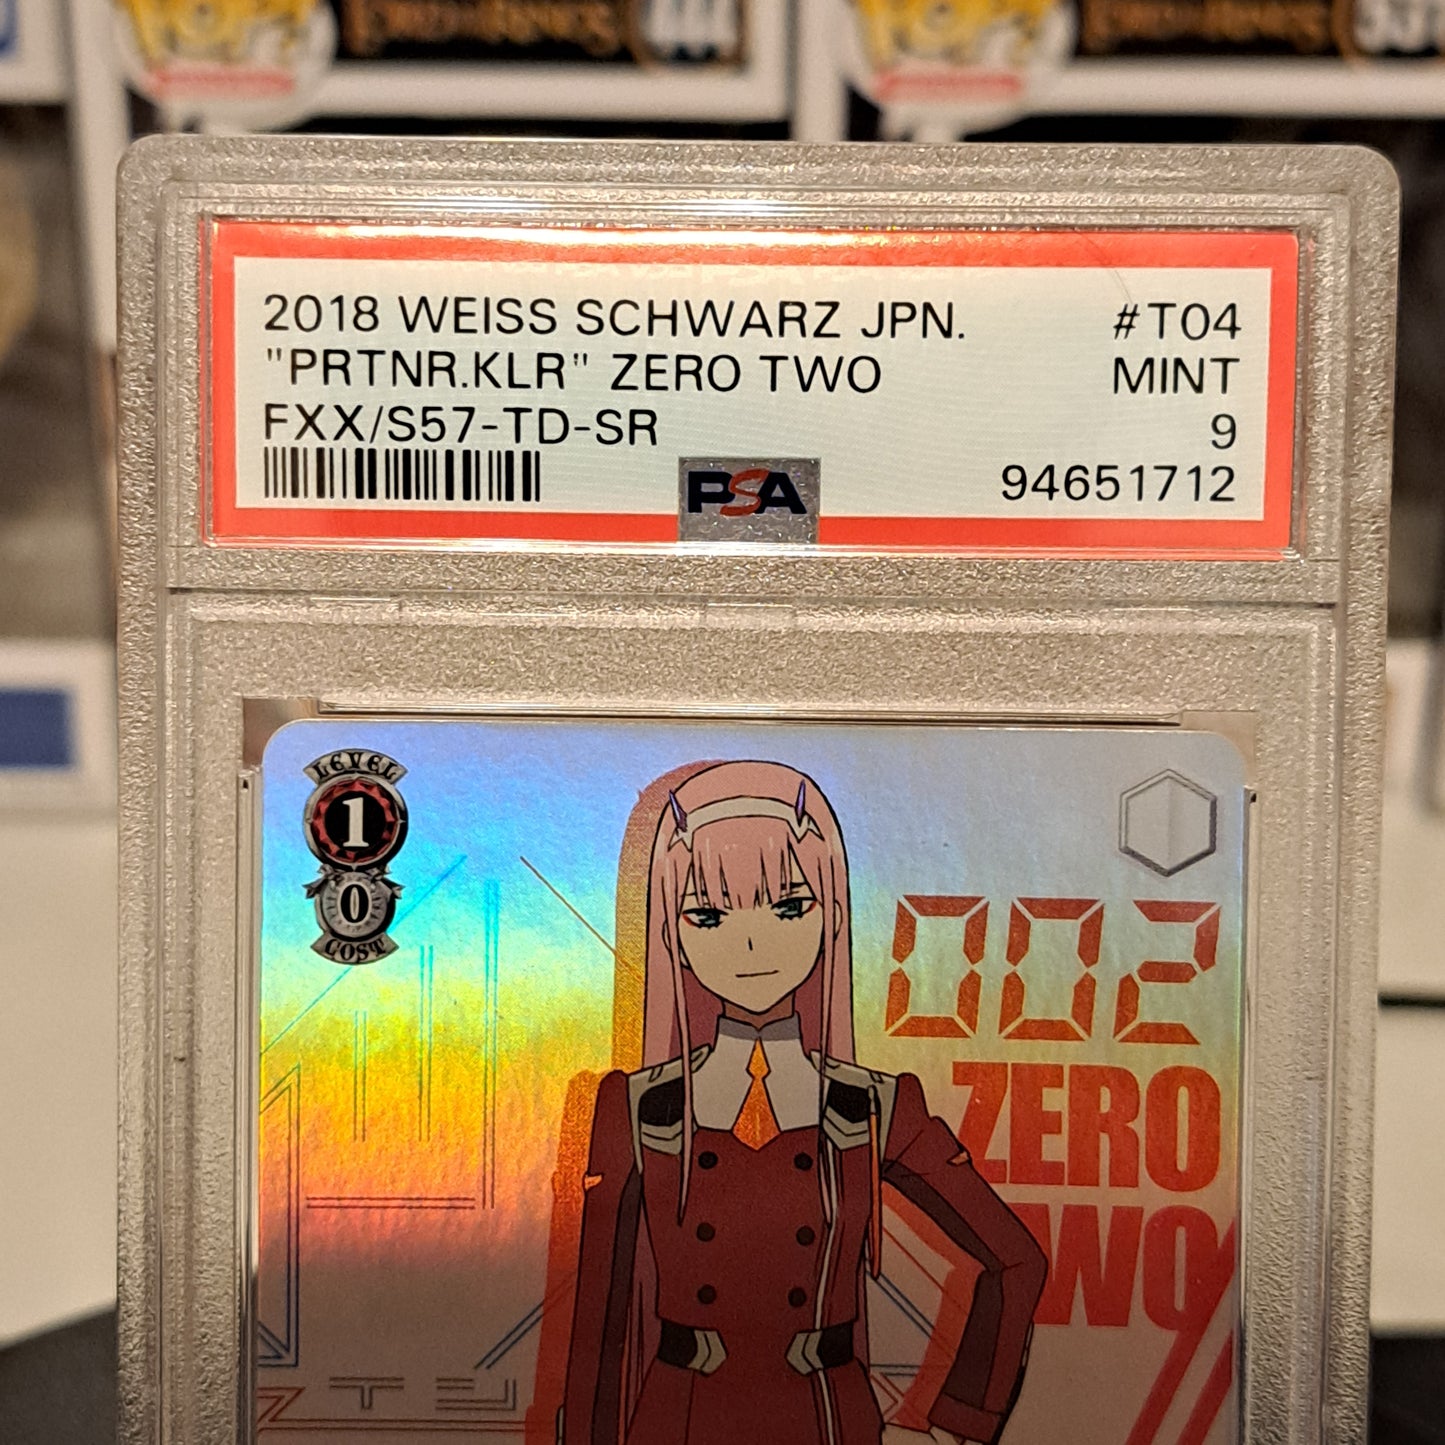 2018 WEISS SCHWARZ JPN. #T04
"PRTNR.KLR" ZERO TWO MINT
FXX/S57-TD-SR 9
PSA 94651712
LEVEL
1
0
COST
002
ZERO
TWO